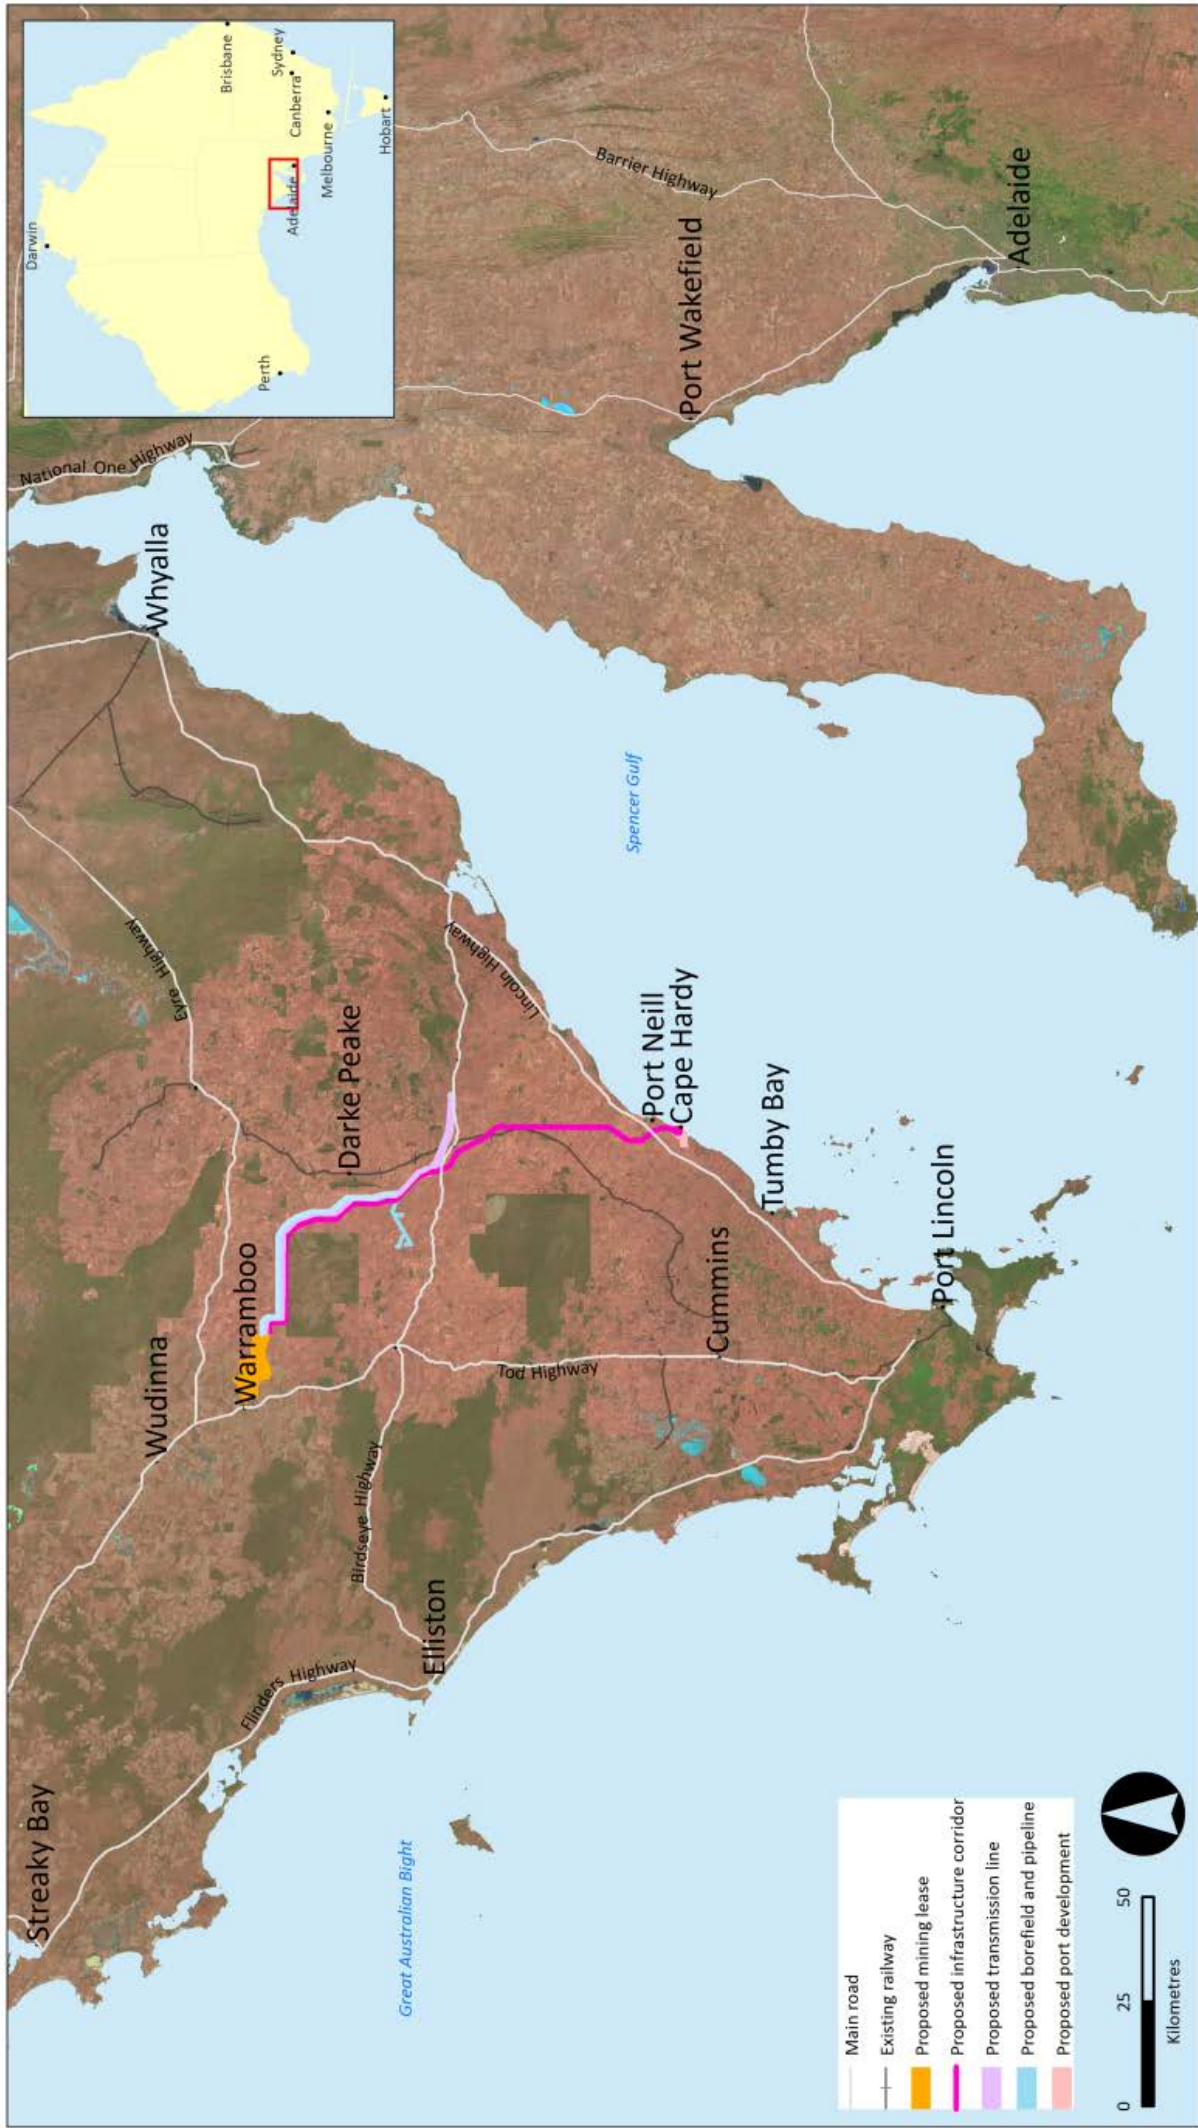 Streaky Bay
Wudinna
Warramboo
Darke Peake
Whyalla
National One Highway
Eyre Highway
Flinders Highway
Birdseye Highway
Lincoln Highway
Barrier Highway
Tod Highway
Elliston
Cummins
Port Neill
Cape Hardy
Tumby Bay
Port Lincoln
Port Wakefield
Adelaide
Great Australian Bight
Spencer Gulf
Darwin
Brisbane
Perth
Adelaide
Sydney
Canberra
Melbourne
Hobart
Main road
Existing railway
Proposed mining lease
Proposed infrastructure corridor
Proposed transmission line
Proposed borefield and pipeline
Proposed port development
0 25 50
Kilometres